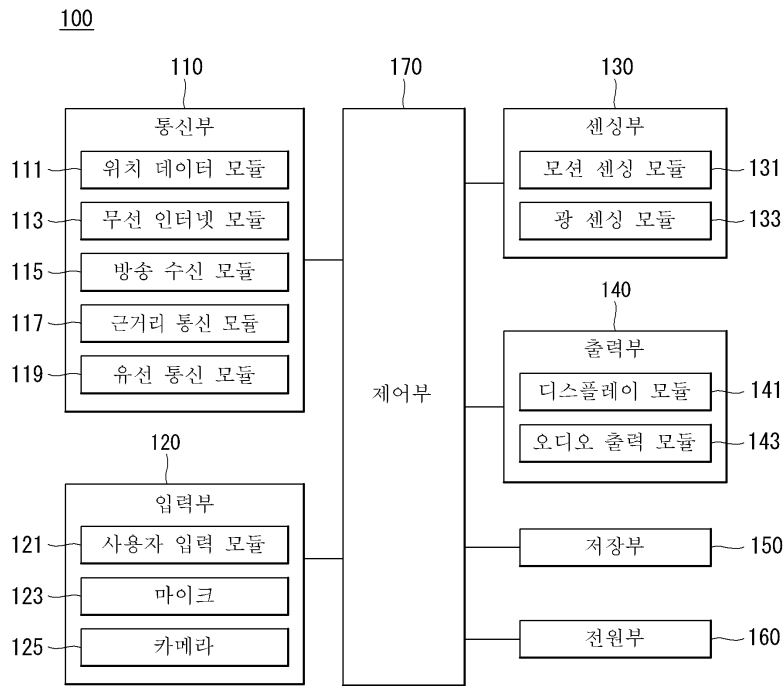 100
110
통신부
111 위치 데이터 모듈
113 무선 인터넷 모듈
115 방송 수신 모듈
117 근거리 통신 모듈
119 유선 통신 모듈
120
입력부
121 사용자 입력 모듈
123 마이크
125 카메라
170
제어부
130
센싱부
모션 센싱 모듈 131
광 센싱 모듈 133
140
출력부
디스플레이 모듈 141
오디오 출력 모듈 143
저장부 150
전원부 160